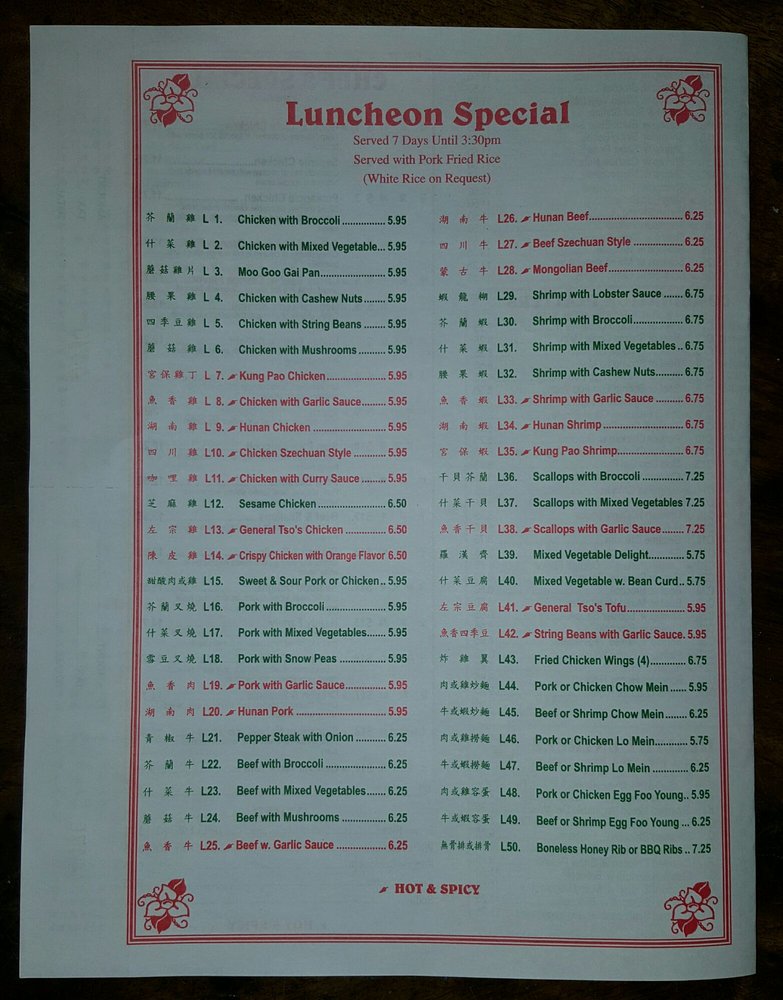 Luncheon Special
Served 7 Days Until 3:30pm
Served with Pork Fried Rice
(White Rice on Request)
芥蘭雞 L 1. Chicken with Broccoli ............... 5.95
什菜雞 L 2. Chicken with Mixed Vegetable... 5.95
蘑菇雞片 L 3. Moo Goo Gai Pan...................... 5.95
腰果雞 L 4. Chicken with Cashew Nuts........ 5.95
四季豆雞 L 5. Chicken with String Beans ........ 5.95
蘑菇雞 L 6. Chicken with Mushrooms .......... 5.95
宮保雞丁 L 7. Kung Pao Chicken.................... 5.95
魚香雞 L 8. Chicken with Garlic Sauce......... 5.95
湖南雞 L 9. Hunan Chicken ......................... 5.95
四川雞 L10. Chicken Szechuan Style ........... 5.95
咖哩雞 L11. Chicken with Curry Sauce ......... 5.95
芝麻雞 L12. Sesame Chicken ....................... 6.50
左宗雞 L13. General Tso's Chicken .............. 6.50
陳皮雞 L14. Crispy Chicken with Orange Flavor 6.50
甜酸肉或雞 L15. Sweet & Sour Pork or Chicken.. 5.95
芥蘭叉燒 L16. Pork with Broccoli ..................... 5.95
什菜叉燒 L17. Pork with Mixed Vegetables....... 5.95
雪豆叉燒 L18. Pork with Snow Peas ................ 5.95
魚香肉 L19. Pork with Garlic Sauce.............. 5.95
湖南肉 L20. Hunan Pork .............................. 5.95
青椒牛 L21. Pepper Steak with Onion .......... 6.25
芥蘭牛 L22. Beef with Broccoli ..................... 6.25
什菜牛 L23. Beef with Mixed Vegetables....... 6.25
蘑菇牛 L24. Beef with Mushrooms ................ 6.25
魚香牛 L25. Beef w. Garlic Sauce ................. 6.25
湖南牛 L26. Hunan Beef............................... 6.25
四川牛 L27. Beef Szechuan Style ................. 6.25
蒙古牛 L28. Mongolian Beef......................... 6.25
蝦龍糊 L29. Shrimp with Lobster Sauce ....... 6.75
芥蘭蝦 L30. Shrimp with Broccoli................. 6.75
什菜蝦 L31. Shrimp with Mixed Vegetables .. 6.75
腰果蝦 L32. Shrimp with Cashew Nuts......... 6.75
魚香蝦 L33. Shrimp with Garlic Sauce ......... 6.75
湖南蝦 L34. Hunan Shrimp ......................... 6.75
宮保蝦 L35. Kung Pao Shrimp..................... 6.75
干貝芥蘭 L36. Scallops with Broccoli .............. 7.25
什菜干貝 L37. Scallops with Mixed Vegetables 7.25
魚香干貝 L38. Scallops with Garlic Sauce........ 7.25
羅漢齊 L39. Mixed Vegetable Delight............. 5.75
什菜豆腐 L40. Mixed Vegetable w. Bean Curd.. 5.75
左宗豆腐 L41. General Tso's Tofu..................... 5.95
魚香四季豆 L42. String Beans with Garlic Sauce. 5.95
炸雞翼 L43. Fried Chicken Wings (4)............. 6.75
肉或雞炒麵 L44. Pork or Chicken Chow Mein ...... 5.95
牛或蝦炒麵 L45. Beef or Shrimp Chow Mein........ 6.25
肉或雞撈麵 L46. Pork or Chicken Lo Mein............ 5.75
牛或蝦撈麵 L47. Beef or Shrimp Lo Mein ............. 6.25
肉或雞容蛋 L48. Pork or Chicken Egg Foo Young.. 5.95
牛或蝦容蛋 L49. Beef or Shrimp Egg Foo Young ... 6.25
無骨排或排骨 L50. Boneless Honey Rib or BBQ Ribs .. 7.25
HOT & SPICY